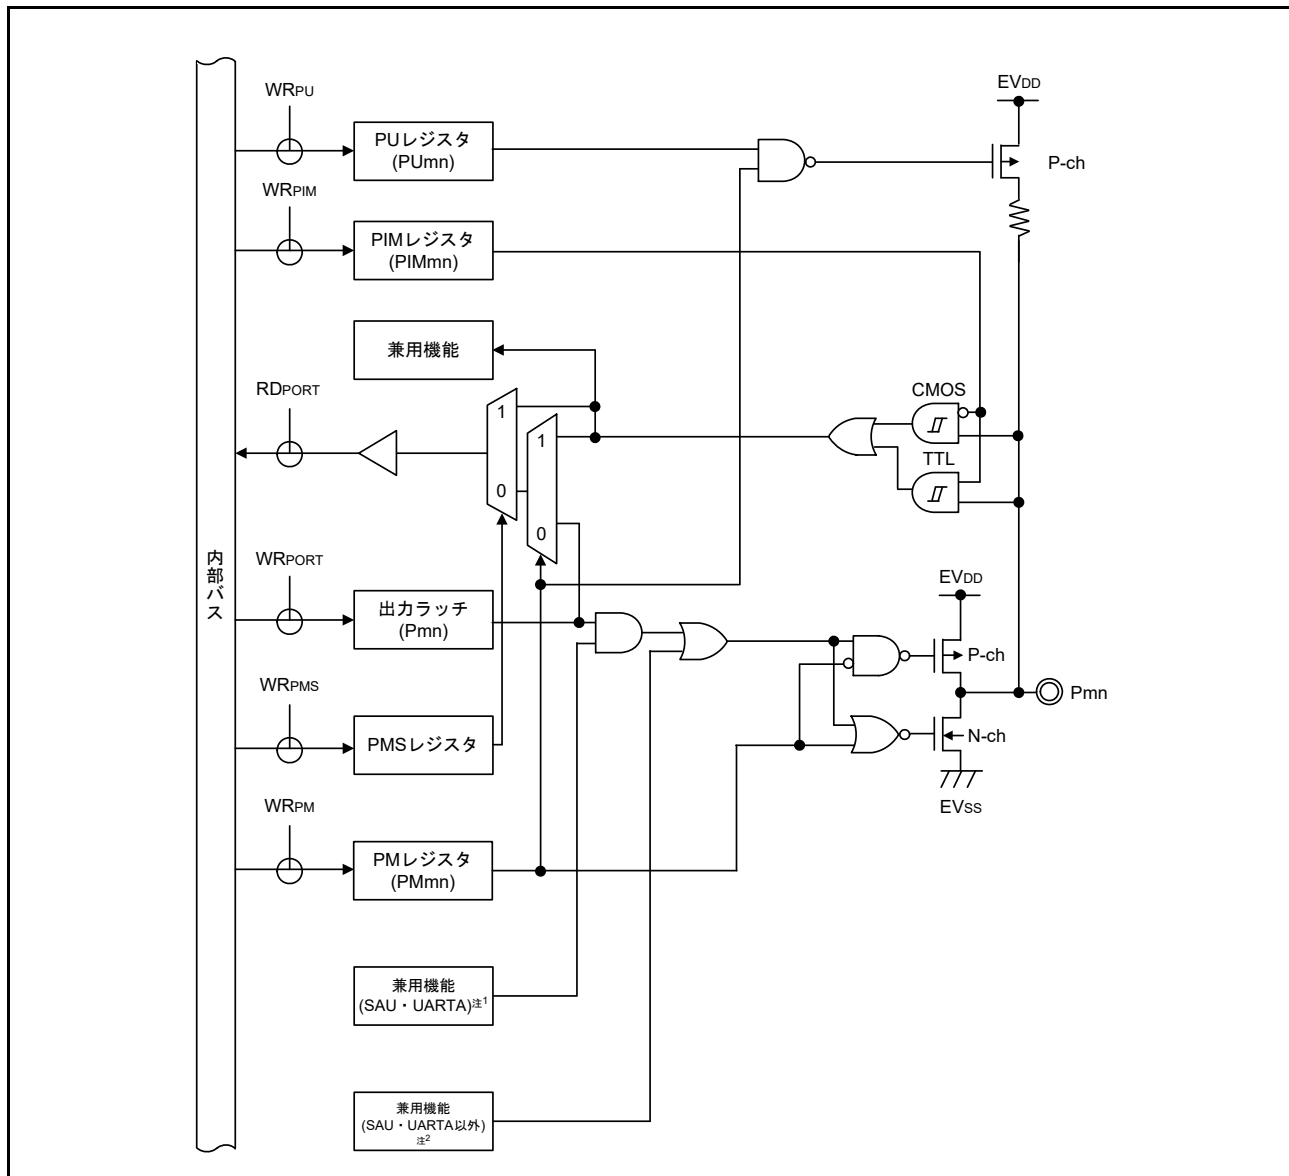 WRPU
EVDD
PUレジスタ
(PUmn)
P-ch
WRPIM
PIMレジスタ
(PIMmn)
兼用機能
RDPORT
CMOS
1
1
TTL
0
0
内部バス
WRPORT
出力ラッチ
(Pmn)
EVDD
P-ch
Pmn
WRPMS
PMSレジスタ
N-ch
EVSS
WRPM
PMレジスタ
(PMmn)
兼用機能
(SAU・UARTA)注1
兼用機能
(SAU・UARTA以外)
注2